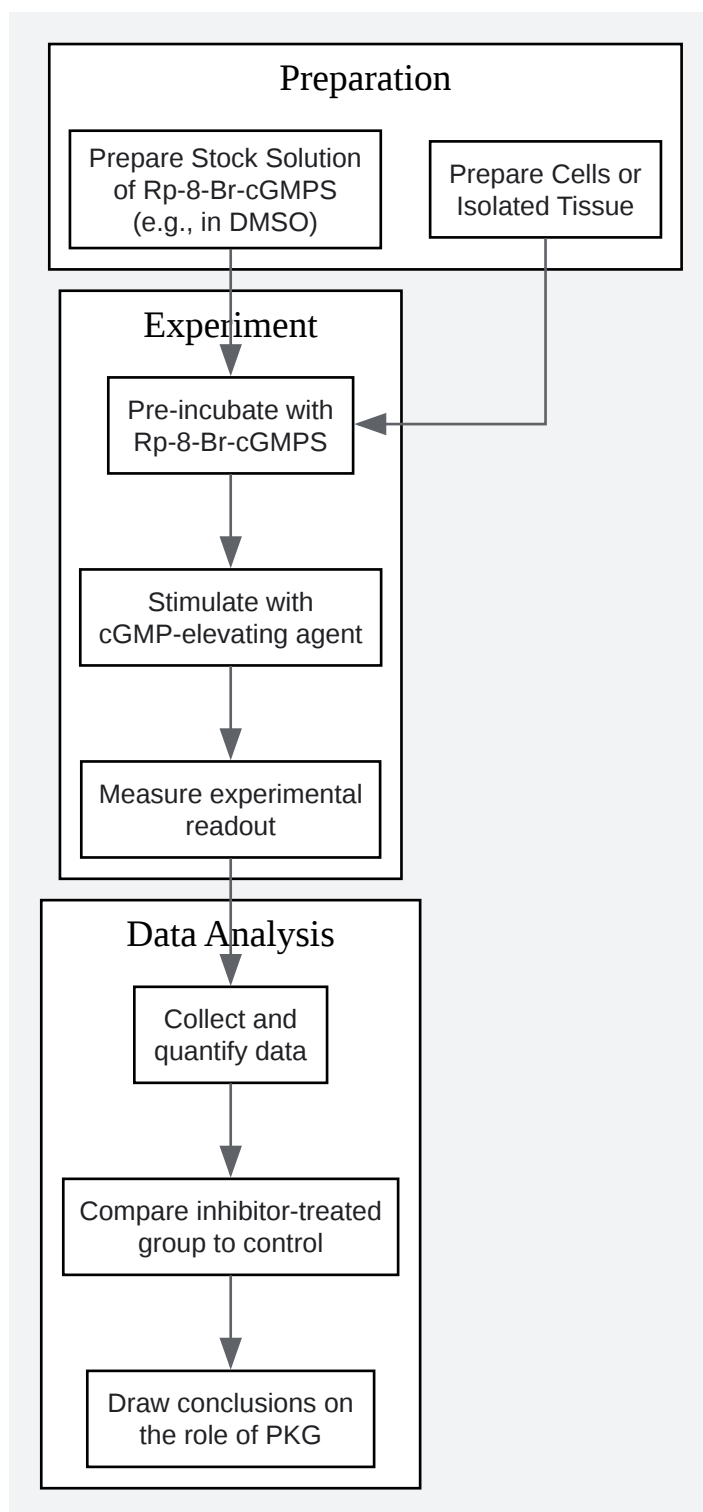 Preparation
Prepare Stock Solution
of Rp-8-Br-cGMPS
(e.g., in DMSO)
Prepare Cells or
Isolated Tissue
Experiment
Pre-incubate with
Rp-8-Br-cGMPS
Stimulate with
cGMP-elevating agent
Measure experimental
readout
Data Analysis
Collect and
quantify data
Compare inhibitor-treated
group to control
Draw conclusions on
the role of PKG